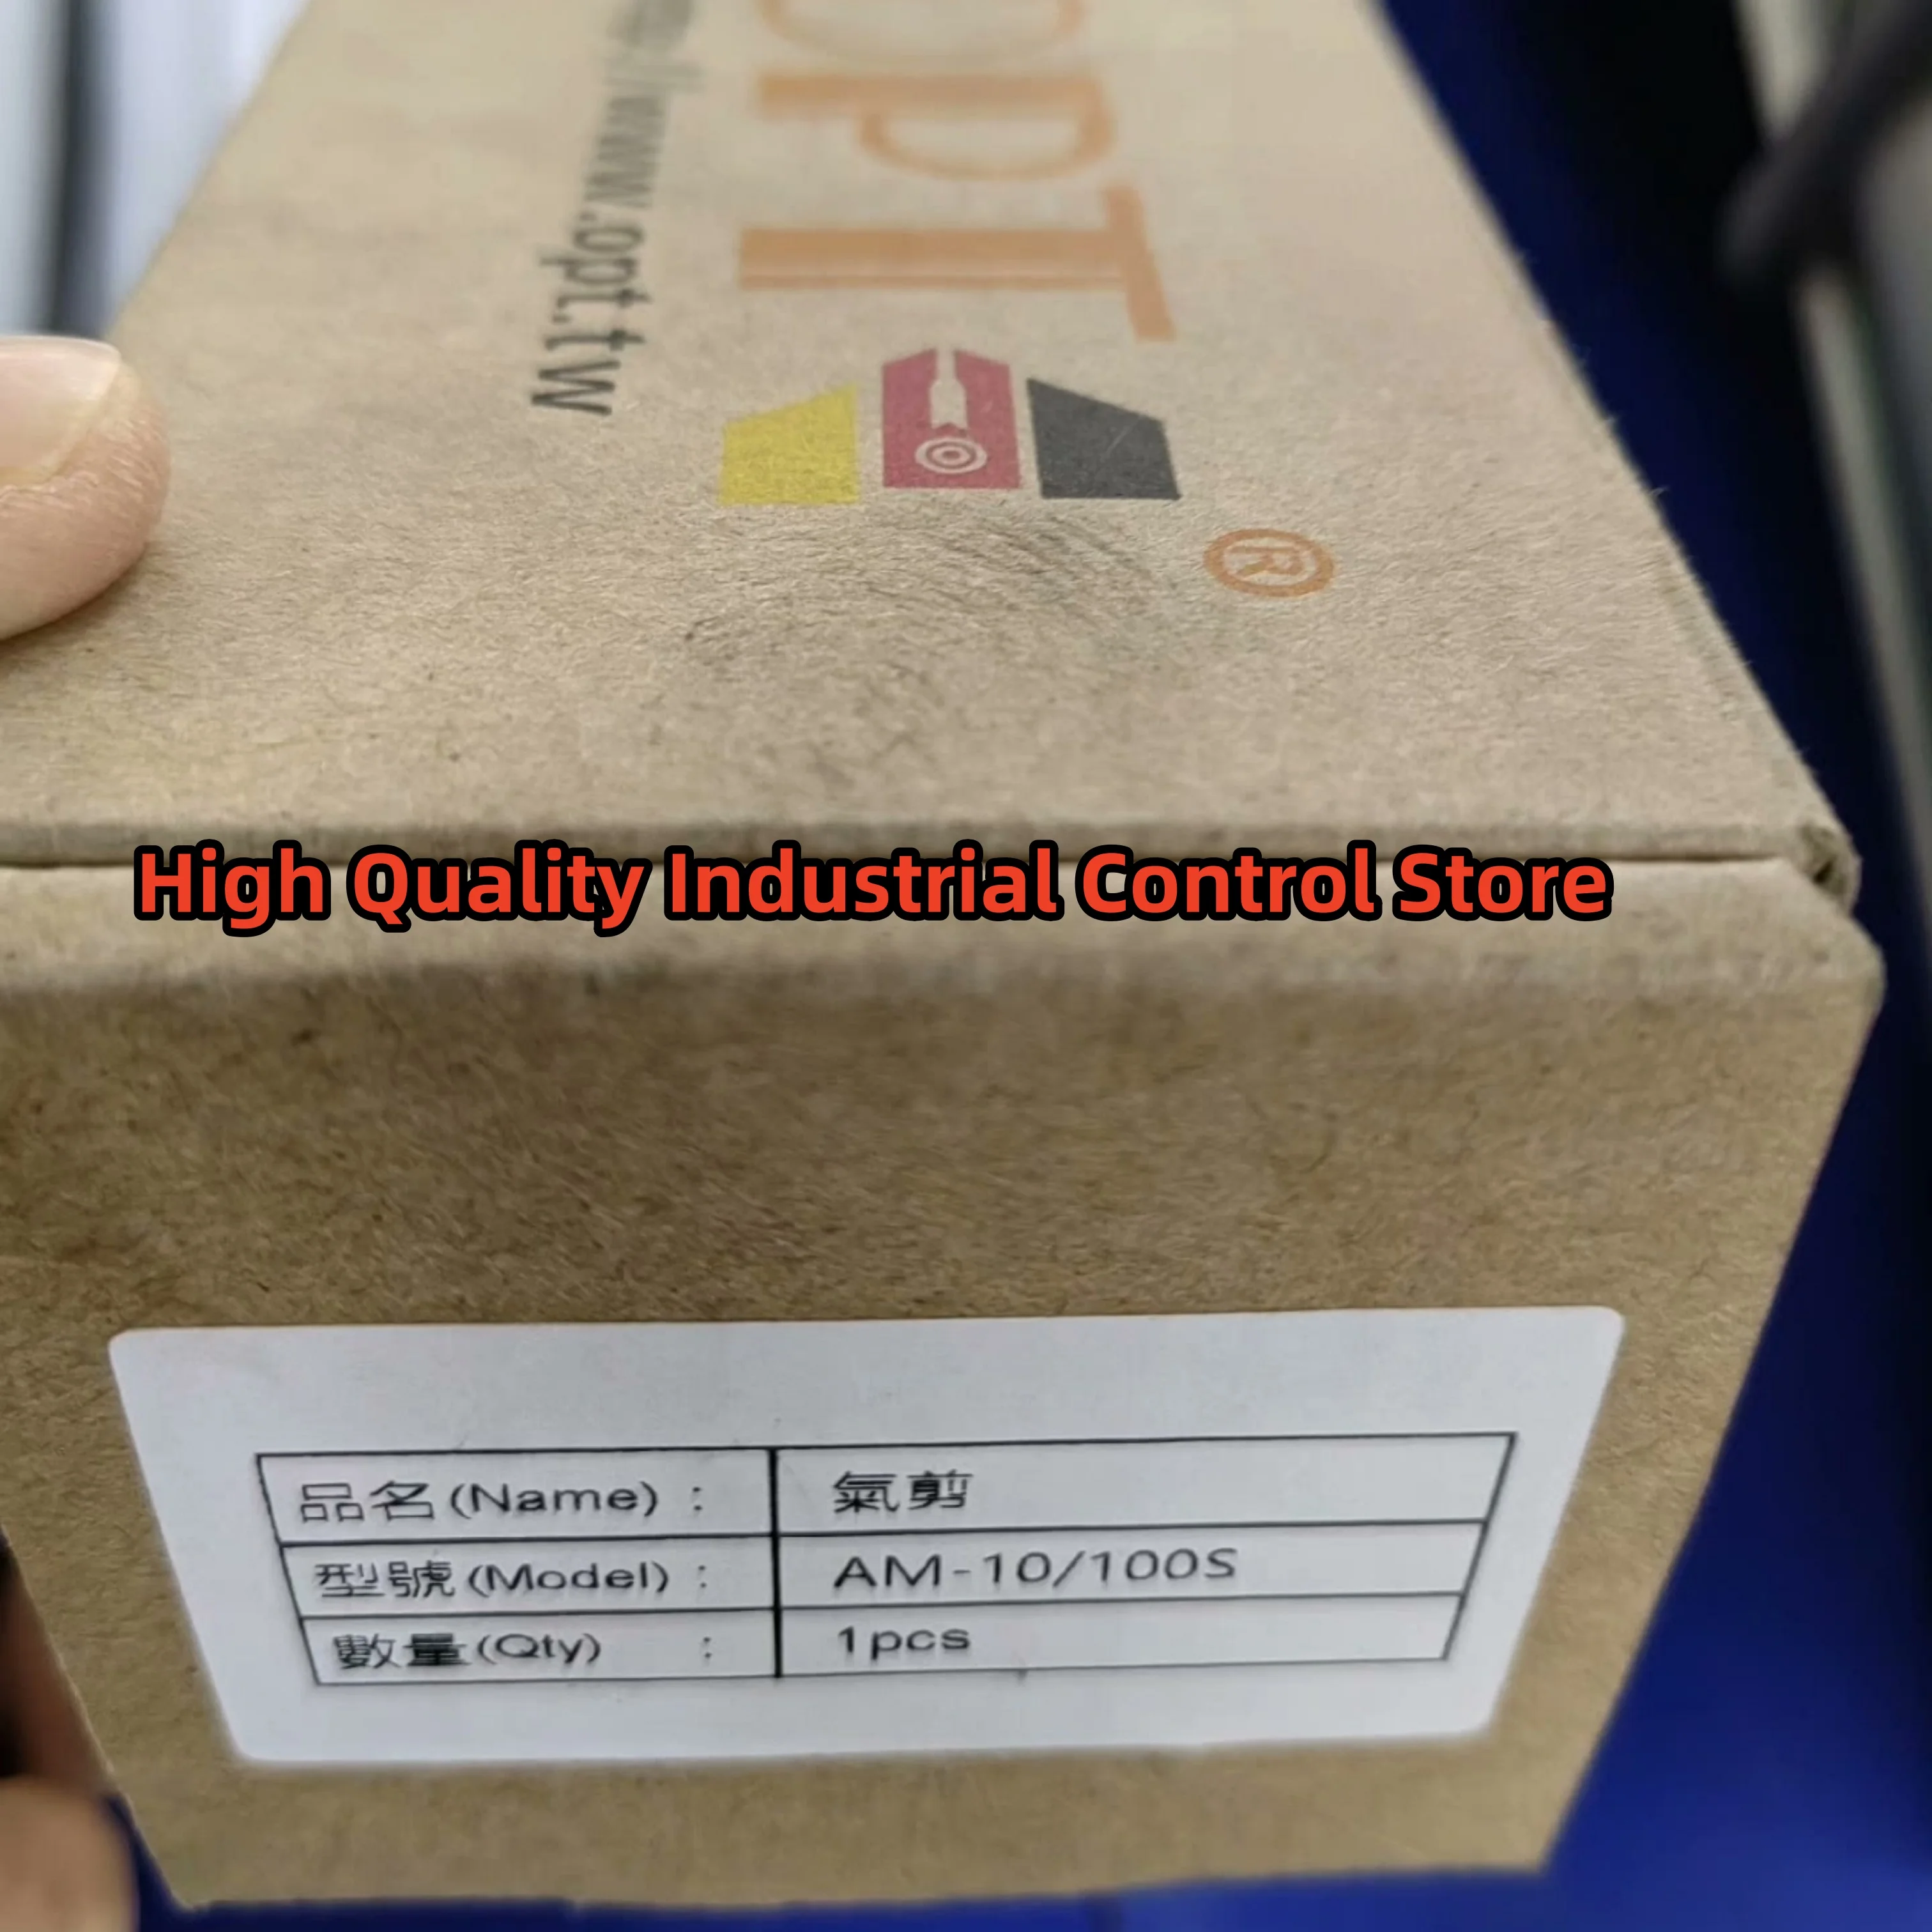 OPT
®
www.opt.tw
High Quality Industrial Control Store
品名(Name) : 氣剪
型號(Model) : AM-10/100S
數量(Qty) : 1pcs